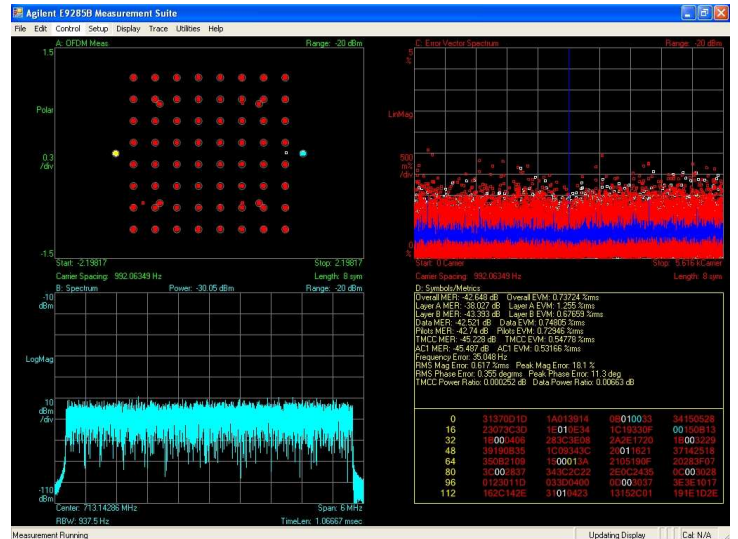 Agilent E9285B Measurement Suite
File Edit Control Setup Display Trace Utilities Help
A: OFDM Meas Range: -20 dBm
1.5
Polar
0.3
/div
-1.5
Start: -2.19817 Stop: 2.19817
Carrier Spacing: 992.06349 Hz Length: 8 sym
C: Error Vector Spectrum Range: -20 dBm
5
%
LinMag
500
m%
/div
0
%
Start: 0 Carrier Stop: 5.616 kCarrier
Carrier Spacing: 992.06349 Hz Length: 8 sym
B: Spectrum Power: -30.05 dBm Range: -20 dBm
-10
dBm
LogMag
10
dBm
/div
-110
dBm
Center: 713.14286 MHz Span: 6 MHz
RBW: 937.5 Hz TimeLen: 1.06667 msec
D: Symbols/Metrics
Overall MER: -42.648 dB Overall EVM: 0.73724 %rms
Layer A MER: -38.027 dB Layer A EVM: 1.255 %rms
Layer B MER: -43.393 dB Layer B EVM: 0.67659 %rms
Data MER: -42.521 dB Data EVM: 0.74805 %rms
Pilots MER: -42.74 dB Pilots EVM: 0.72946 %rms
TMCC MER: -45.228 dB TMCC EVM: 0.54778 %rms
AC1 MER: -45.487 dB AC1 EVM: 0.53166 %rms
Frequency Error: 35.048 Hz
RMS Mag Error: 0.617 %rms Peak Mag Error: 18.1 %
RMS Phase Error: 0.355 degrms Peak Phase Error: 11.3 deg
TMCC Power Ratio: 0.000252 dB Data Power Ratio: 0.00663 dB
0 31370D1D 1A013914 0B010033 34150528
16 23073C3D 1E010E34 1619330F 00150B13
32 1B000406 283C3E08 2A2E1720 1B003229
48 39190B35 1C09343C 20011621 37142518
64 350B2109 1500013A 2105190F 20283F07
80 3C002837 343C2C22 2E0C2435 0C003028
96 0123011D 033D0400 0D003037 3E3E1017
112 162C142E 31010423 13152C01 191E1D2E
Measurement Running Updating Display Cal: N/A